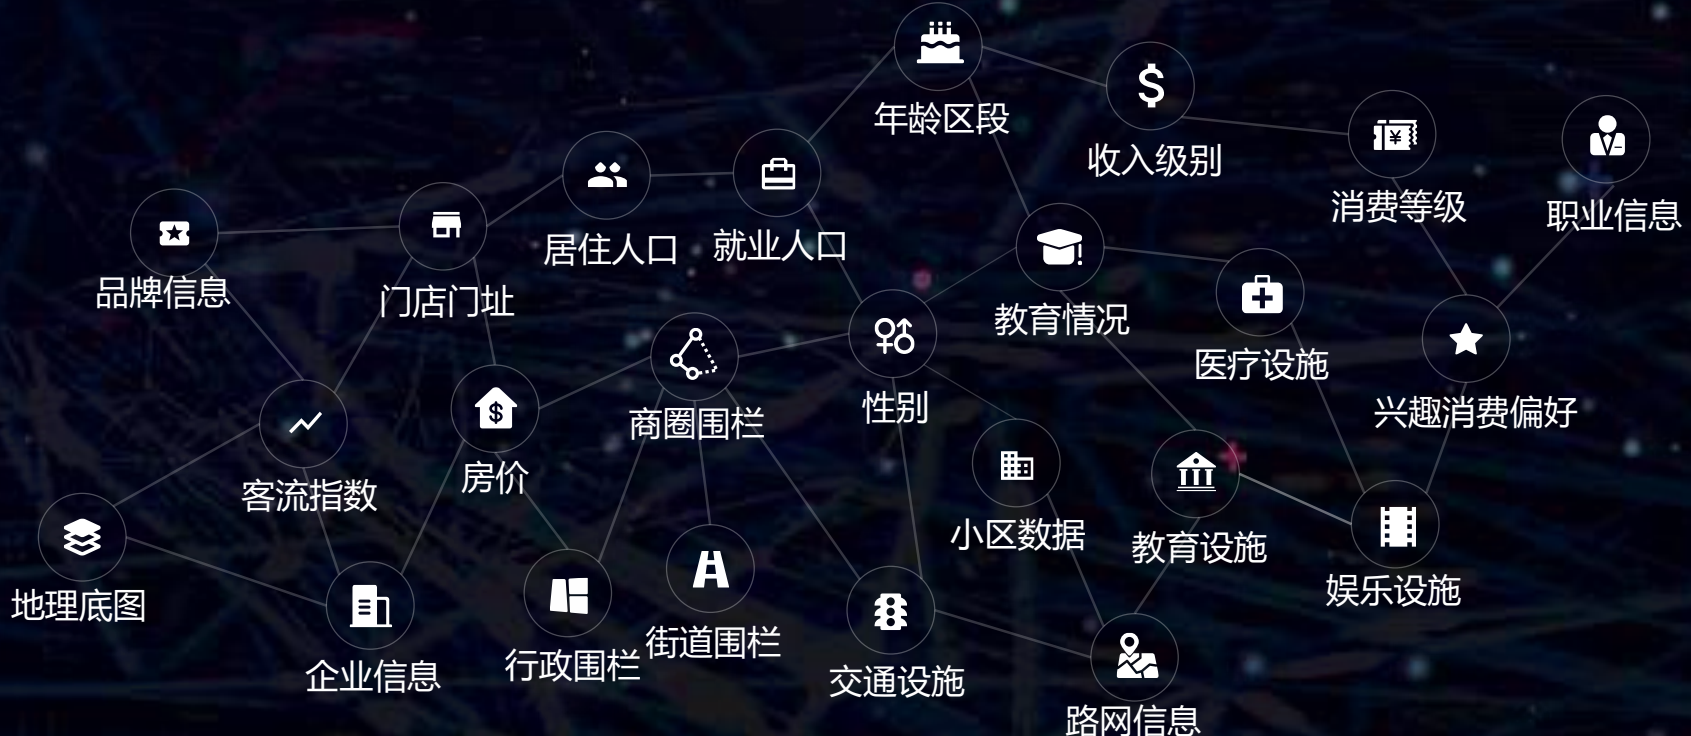 年龄区段
收入级别
消费等级
职业信息
居住人口
就业人口
品牌信息
门店门址
教育情况
医疗设施
性别
兴趣消费偏好
商圈围栏
房价
客流指数
小区数据
教育设施
娱乐设施
地理底图
街道围栏
行政围栏
企业信息
交通设施
路网信息